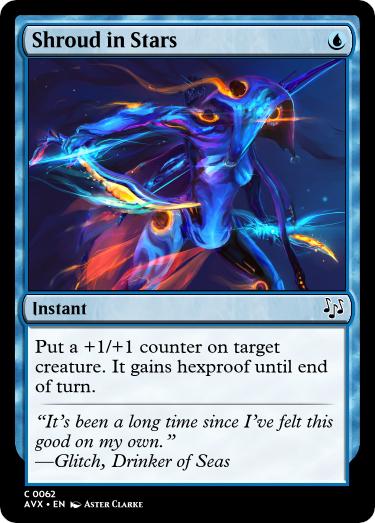 Shroud in Stars
Instant
Put a +1/+1 counter on target
creature. It gains hexproof until end
of turn.
“It’s been a long time since I’ve felt this
good on my own.”
—Glitch, Drinker of Seas
C 0062
AVX • EN Aster Clarke